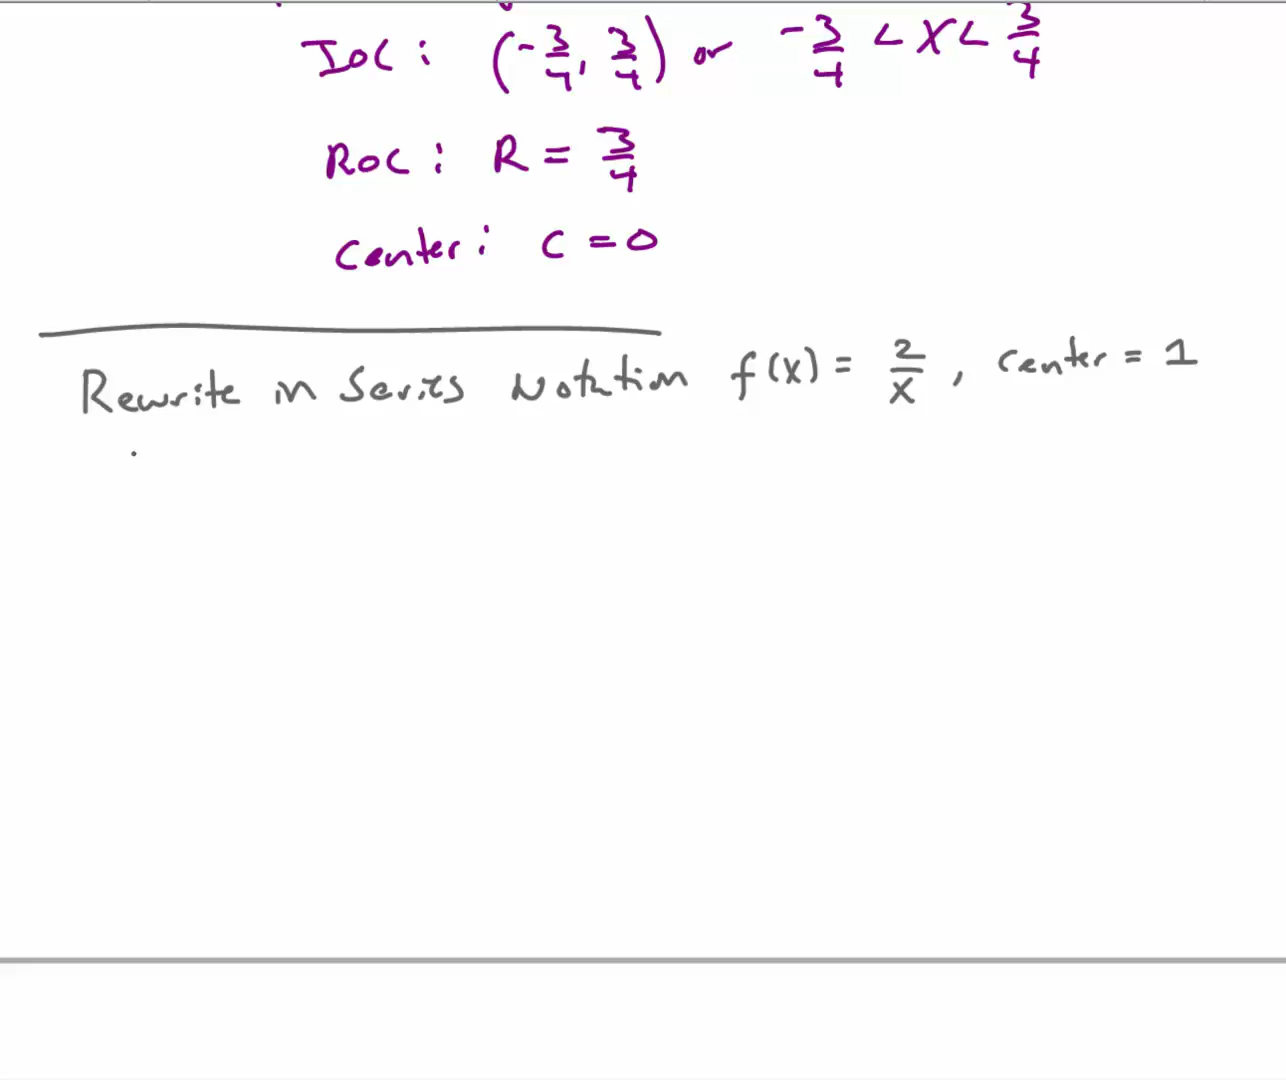 IoC : (-3/4, 3/4) or -3/4 < x < 3/4
RoC : R = 3/4
Center : C = 0
Rewrite in Series Notation f(x) = 2/x , center = 1